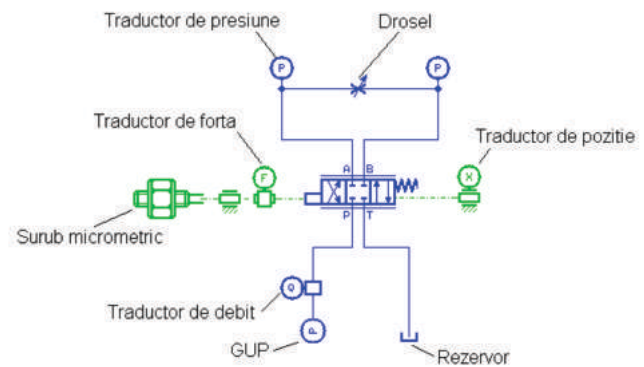 Traductor de presiune
Drosel
P
P
Traductor de forta
Traductor de pozitie
F
X
A B
P T
Surub micrometric
Q
Traductor de debit
P
GUP
Rezervor